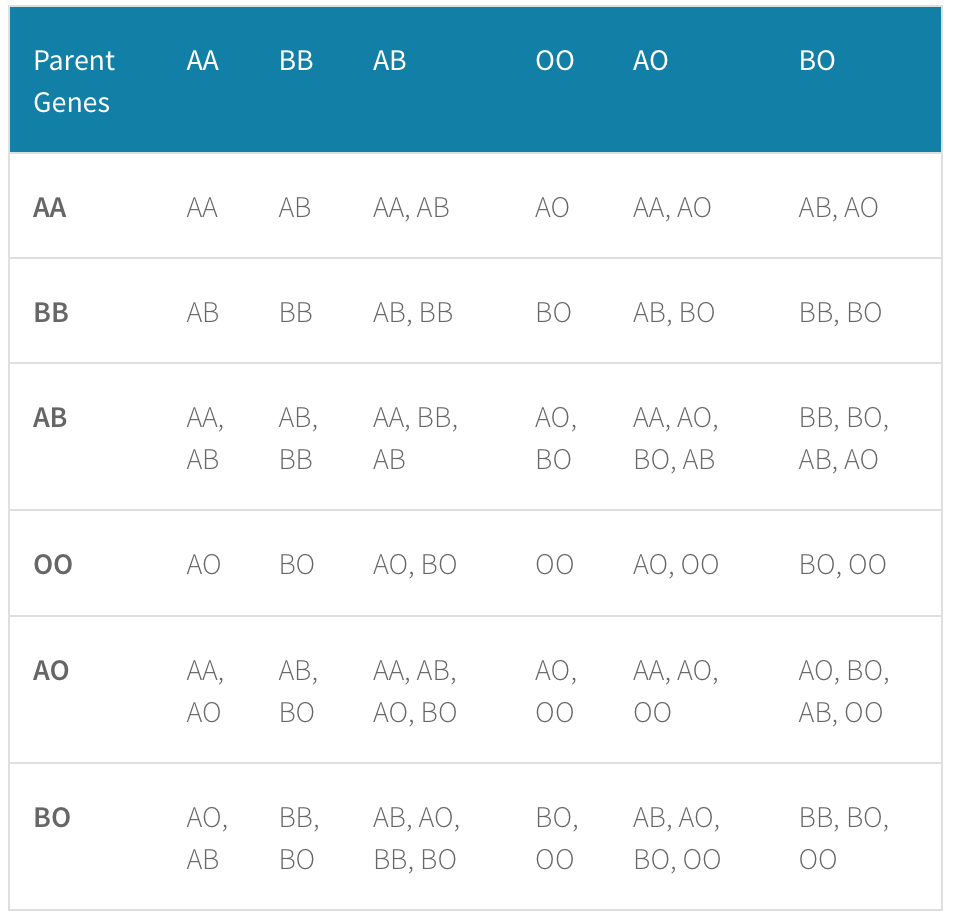 Parent AA BB AB OO AO BO
Genes
AA AA AB AA, AB AO AA, AO AB, AO
BB AB BB AB, BB BO AB, BO BB, BO
AB AA, AB, AA, BB, AO, AA, AO, BB, BO,
AB BB AB BO BO, AB AB, AO
OO AO BO AO, BO OO AO, OO BO, OO
AO AA, AB, AA, AB, AO, AA, AO, AO, BO,
AO BO AO, BO OO OO AB, OO
BO AO, BB, AB, AO, BO, AB, AO, BB, BO,
AB BO BB, BO OO BO, OO OO